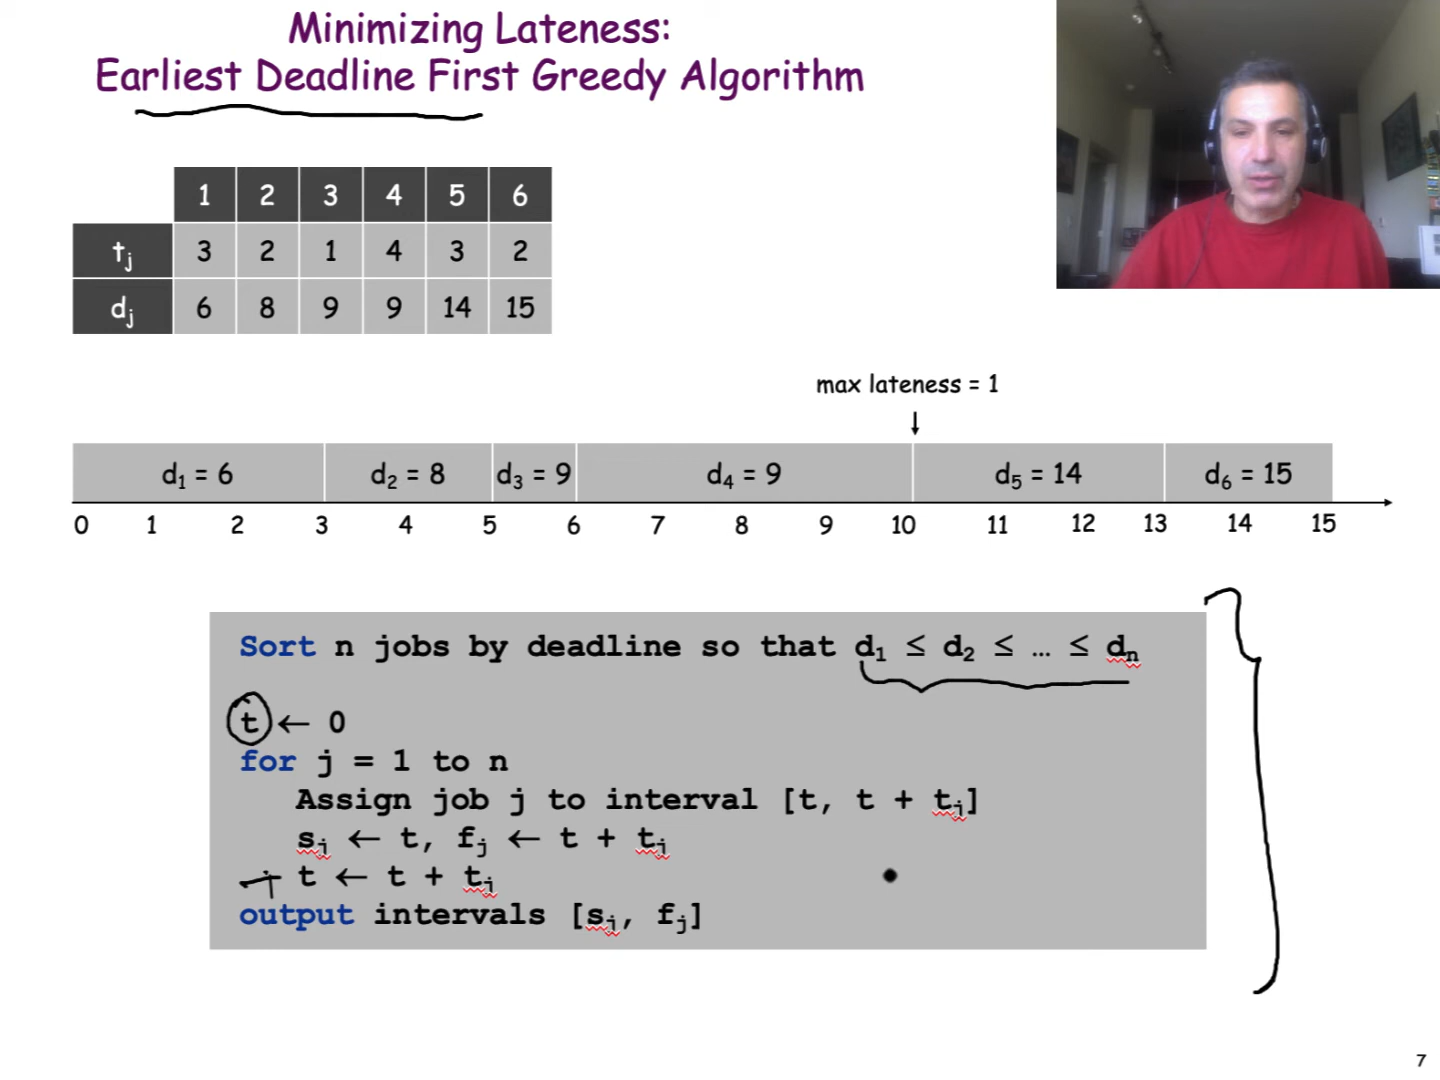 Minimizing Lateness:
Earliest Deadline First Greedy Algorithm
1 2 3 4 5 6
tj 3 2 1 4 3 2
dj 6 8 9 9 14 15
max lateness = 1
d1 = 6 d2 = 8 d3 = 9 d4 = 9 d5 = 14 d6 = 15
0 1 2 3 4 5 6 7 8 9 10 11 12 13 14 15
Sort n jobs by deadline so that d1 ≤ d2 ≤ … ≤ dn
t ← 0
for j = 1 to n
Assign job j to interval [t, t + tj]
sj ← t, fj ← t + tj
t ← t + tj
output intervals [sj, fj]
7